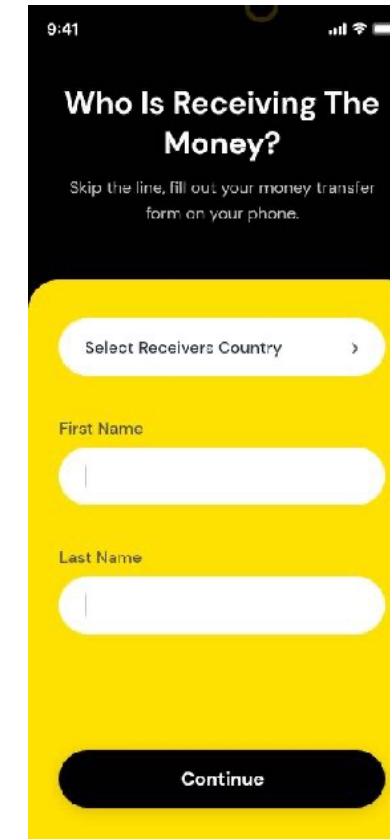 9:41
Who Is Receiving The
Money?
Skip the line, fill out your money transfer
form on your phone.
Select Receivers Country
First Name
Last Name
Continue